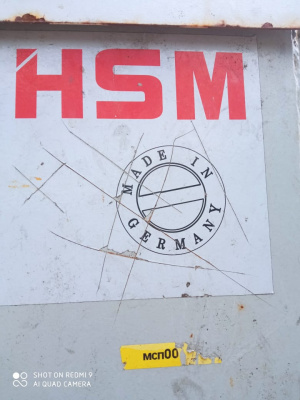 HSM
MADE IN
GERMANY
мсп00
SHOT ON REDMI 9
AI QUAD CAMERA